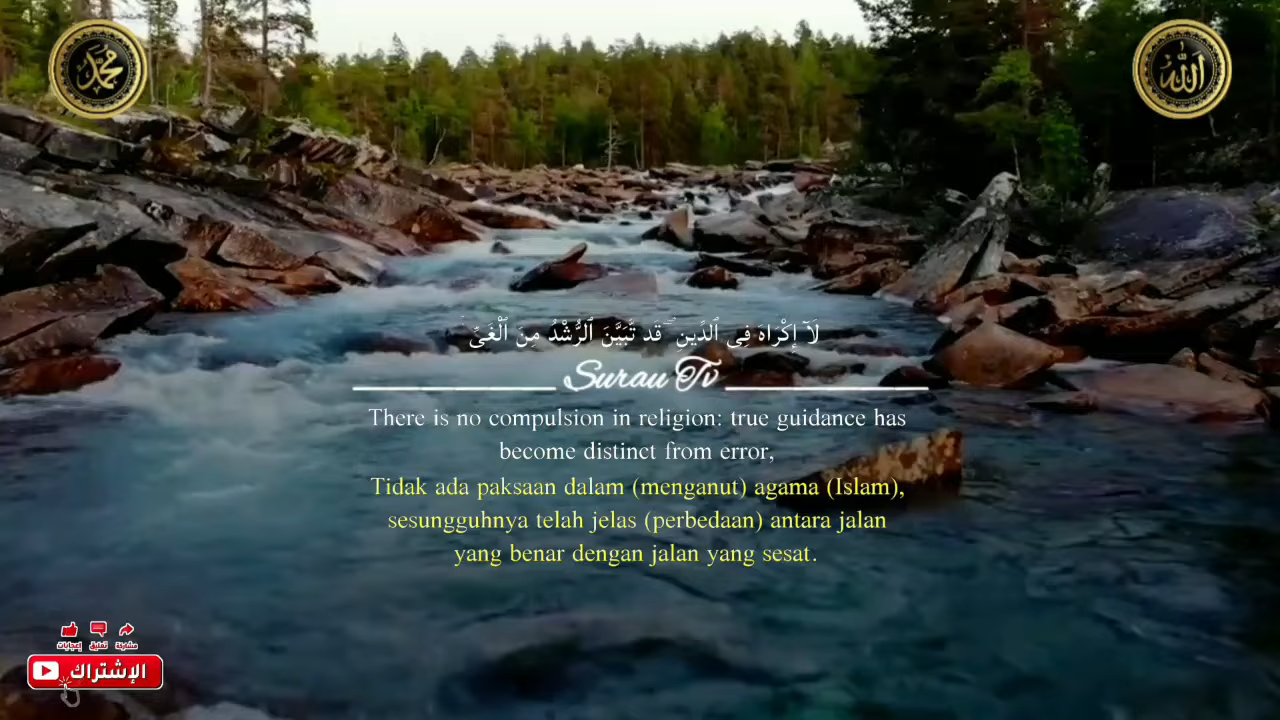 محمد
الله
لَآ إِكْرَاهَ فِى ٱلدِّينِ ۖ قَد تَّبَيَّنَ ٱلرُّشْدُ مِنَ ٱلْغَىِّ ۚ
Surau Tv
There is no compulsion in religion: true guidance has
become distinct from error,
Tidak ada paksaan dalam (menganut) agama (Islam),
sesungguhnya telah jelas (perbedaan) antara jalan
yang benar dengan jalan yang sesat.
إعجابات تعليق مشاركة
الإشتراك